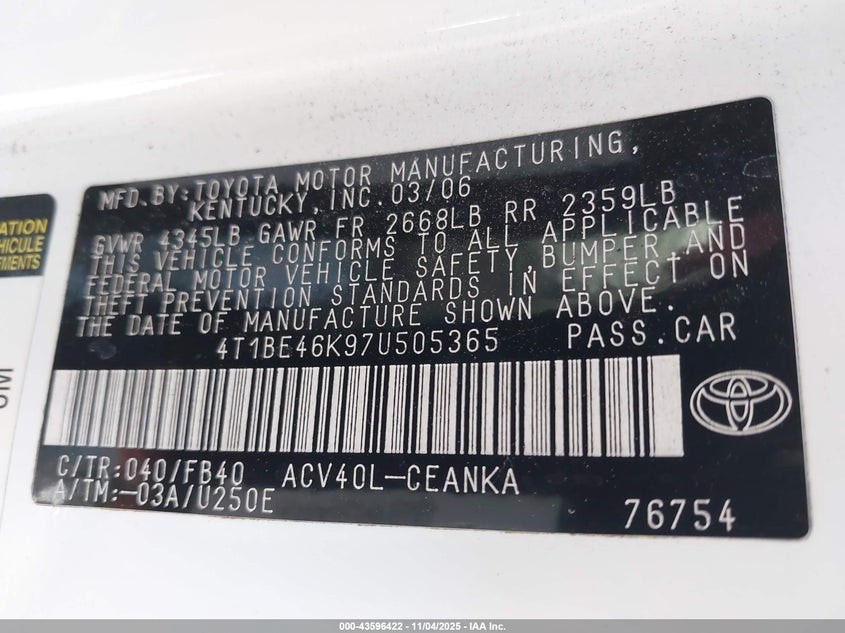 MFD.BY:TOYOTA MOTOR MANUFACTURING,
KENTUCKY, INC. 03/06
GVWR 4345LB GAWR FR 2668LB RR 2359LB
THIS VEHICLE CONFORMS TO ALL APPLICABLE
FEDERAL MOTOR VEHICLE SAFETY,BUMPER,AND
THEFT PREVENTION STANDARDS IN EFFECT ON
THE DATE OF MANUFACTURE SHOWN ABOVE.
4T1BE46K97U505365 PASS.CAR
C/TR:040/FB40 ACV40L-CEANKA
A/TM:-03A/U250E
76754
000-43596422 - 11/04/2025 - IAA Inc.